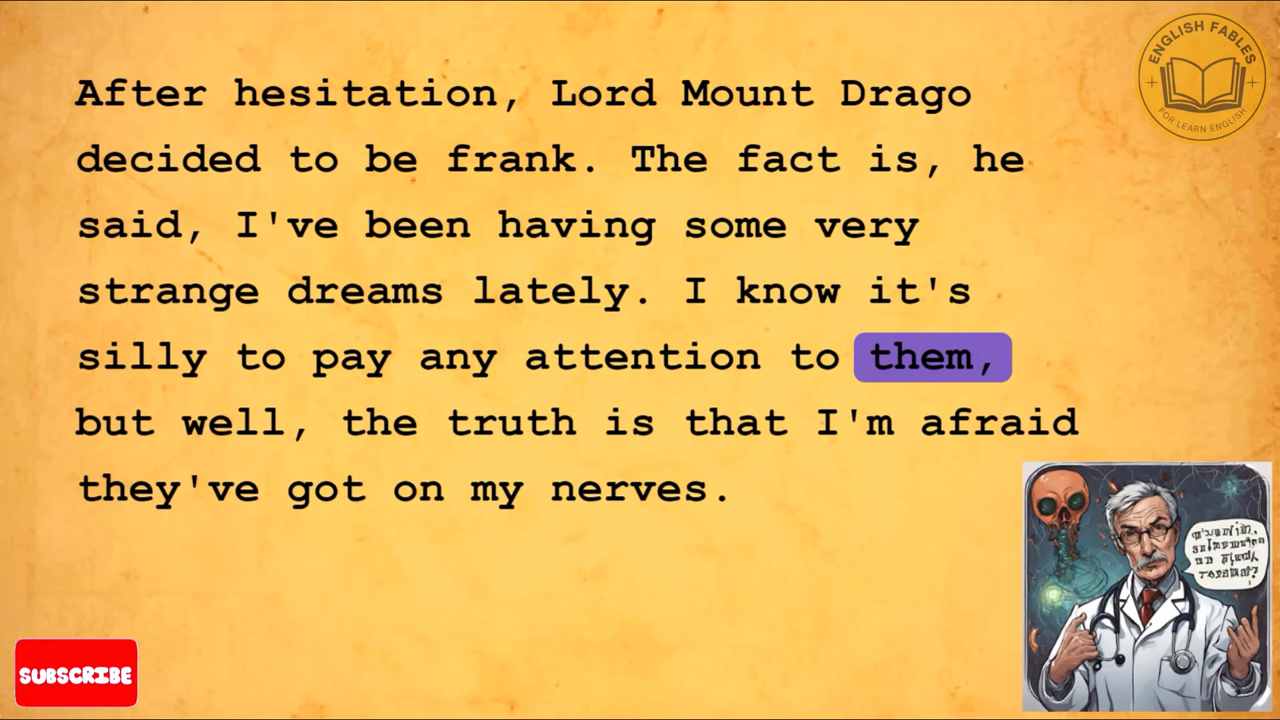 After hesitation, Lord Mount Drago
decided to be frank. The fact is, he
said, I've been having some very
strange dreams lately. I know it's
silly to pay any attention to them,
but well, the truth is that I'm afraid
they've got on my nerves.
ENGLISH FABLES
FOR LEARN ENGLISH
SUBSCRIBE